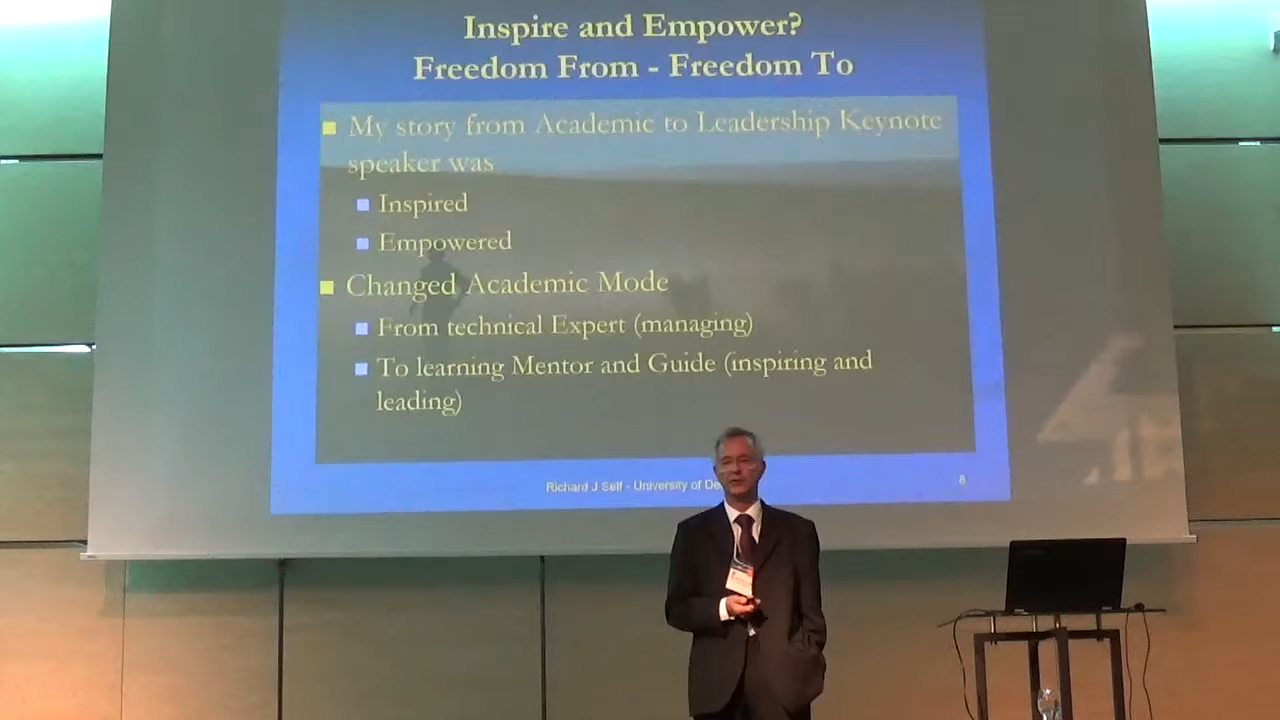 Inspire and Empower?
Freedom From - Freedom To
My story from Academic to Leadership Keynote
speaker was
Inspired
Empowered
Changed Academic Mode
From technical Expert (managing)
To learning Mentor and Guide (inspiring and
leading)
Richard J Self - University of De
8